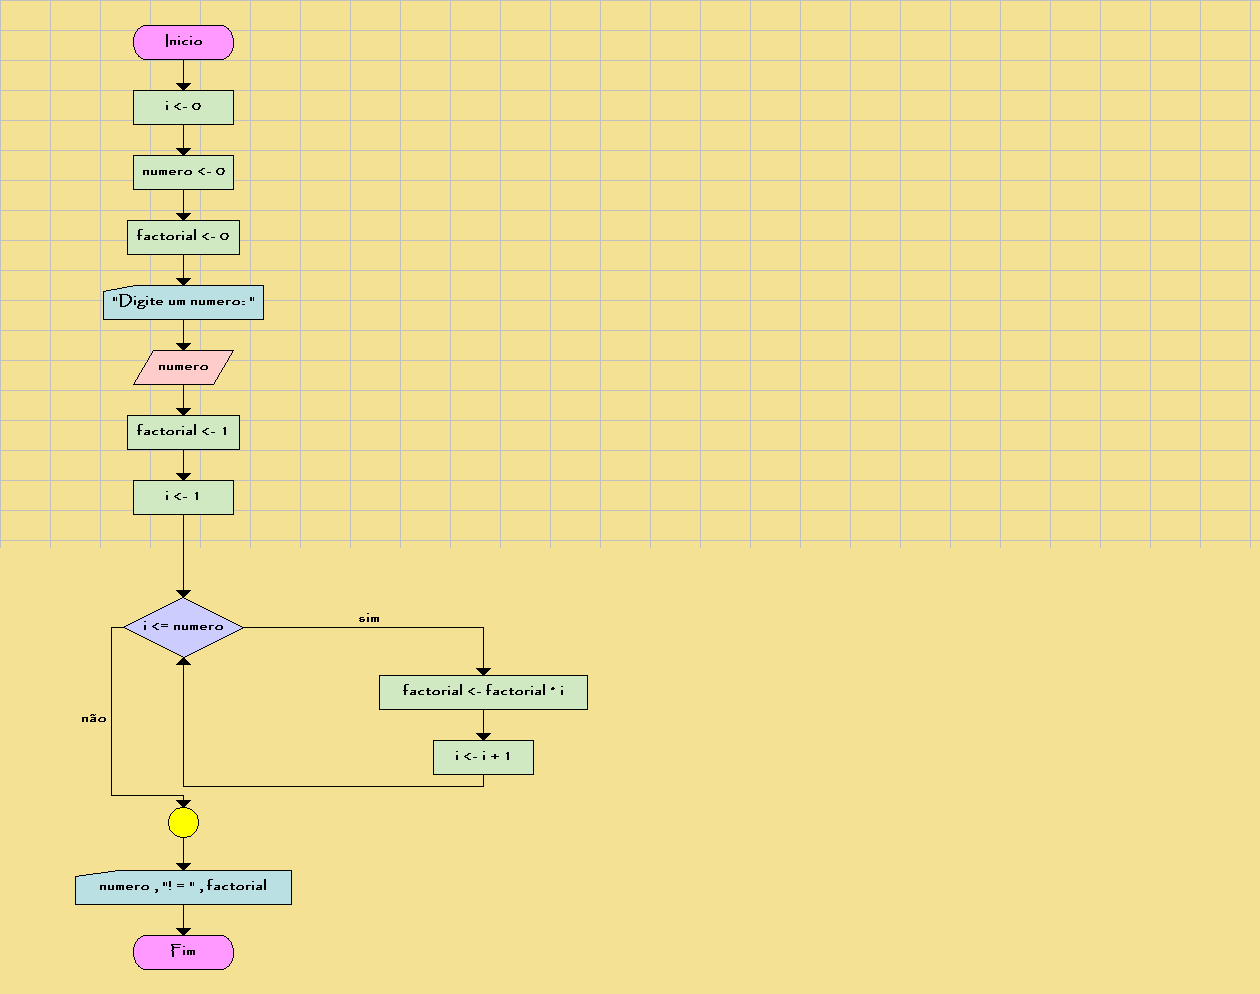 Inicio
i <- 0
numero <- 0
factorial <- 0
"Digite um numero: "
numero
factorial <- 1
i <- 1
i <= numero
sim
factorial <- factorial * i
não
i <- i + 1
numero , "! = " , factorial
Fim